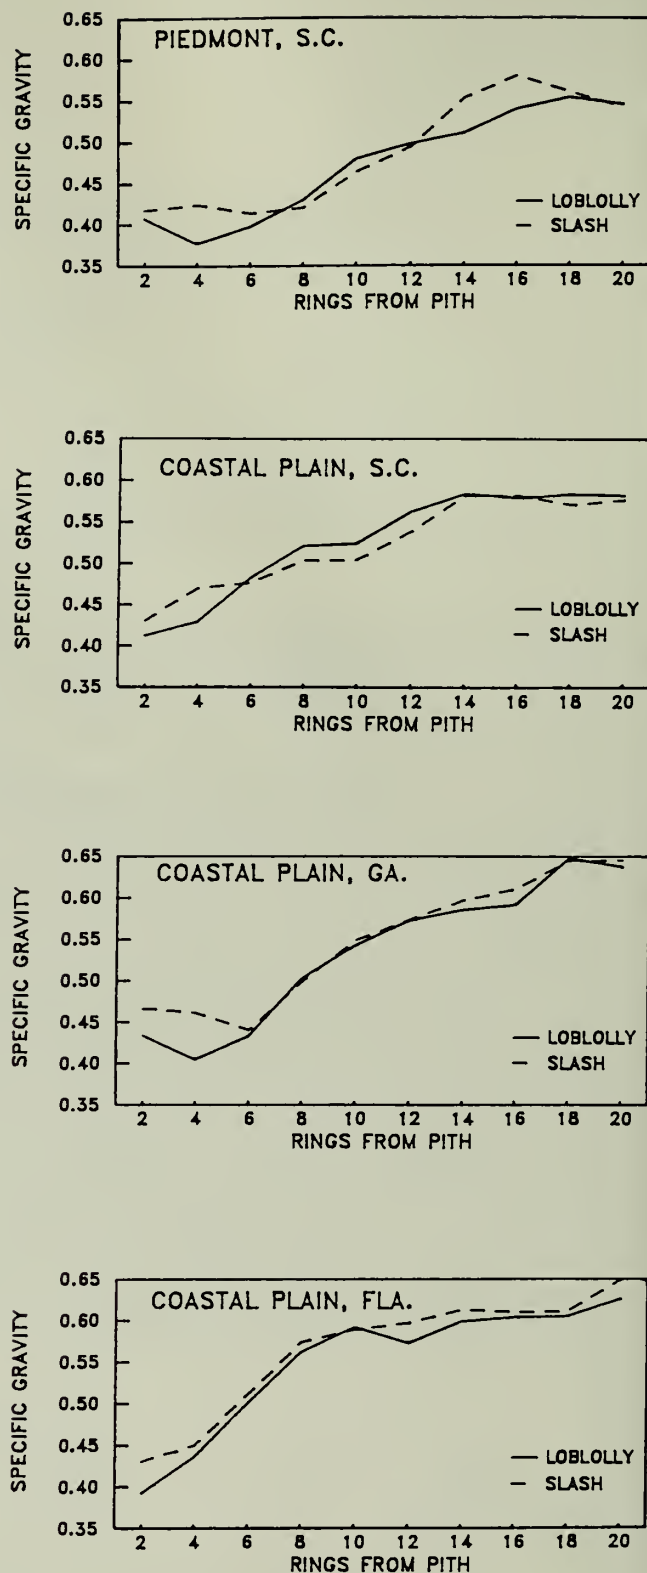 PIEDMONT, S.C.
SPECIFIC GRAVITY
0.65
0.60
0.55
0.50
0.45
0.40
0.35
LOBLOLLY
SLASH
2 4 6 8 10 12 14 16 18 20
RINGS FROM PITH
COASTAL PLAIN, S.C.
SPECIFIC GRAVITY
0.65
0.60
0.55
0.50
0.45
0.40
0.35
LOBLOLLY
SLASH
2 4 6 8 10 12 14 16 18 20
RINGS FROM PITH
COASTAL PLAIN, GA.
SPECIFIC GRAVITY
0.65
0.60
0.55
0.50
0.45
0.40
0.35
LOBLOLLY
SLASH
2 4 6 8 10 12 14 16 18 20
RINGS FROM PITH
COASTAL PLAIN, FLA.
SPECIFIC GRAVITY
0.65
0.60
0.55
0.50
0.45
0.40
0.35
LOBLOLLY
SLASH
2 4 6 8 10 12 14 16 18 20
RINGS FROM PITH